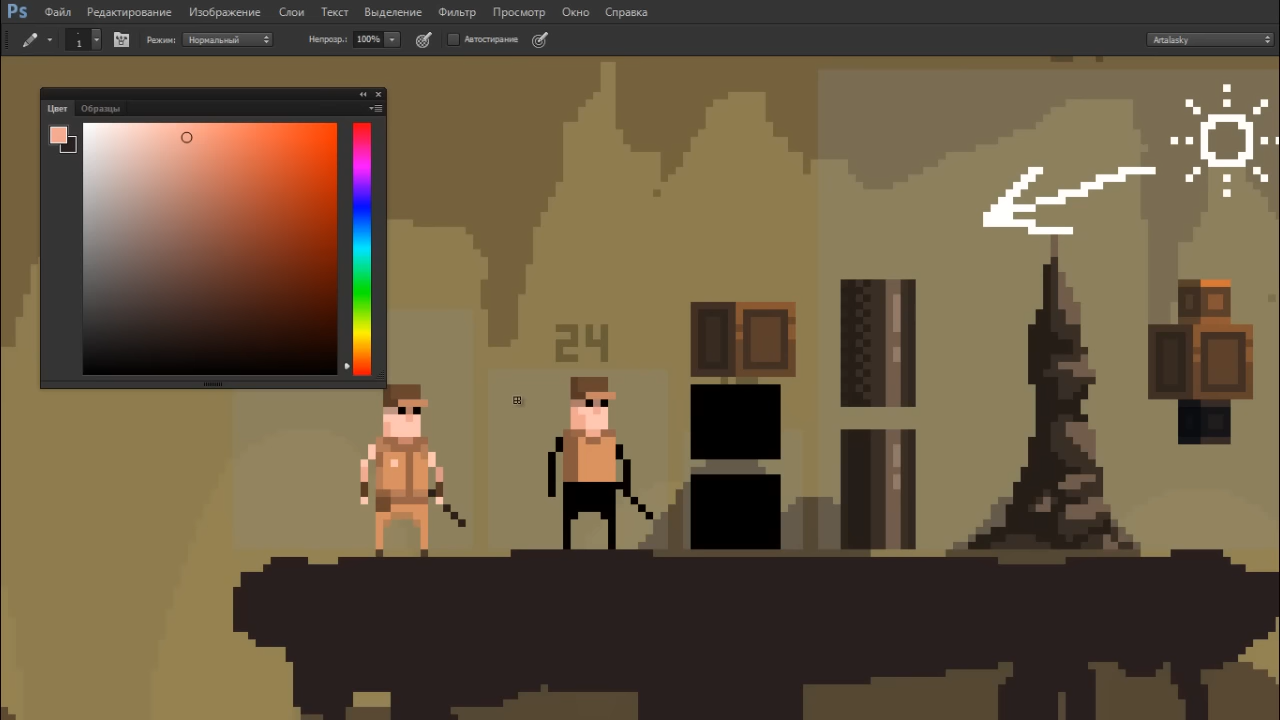 Ps Файл Редактирование Изображение Слои Текст Выделение Фильтр Просмотр Окно Справка
1 Режим: Нормальный Непрозр.: 100% Автостирание Artalasky
Цвет Образцы
24